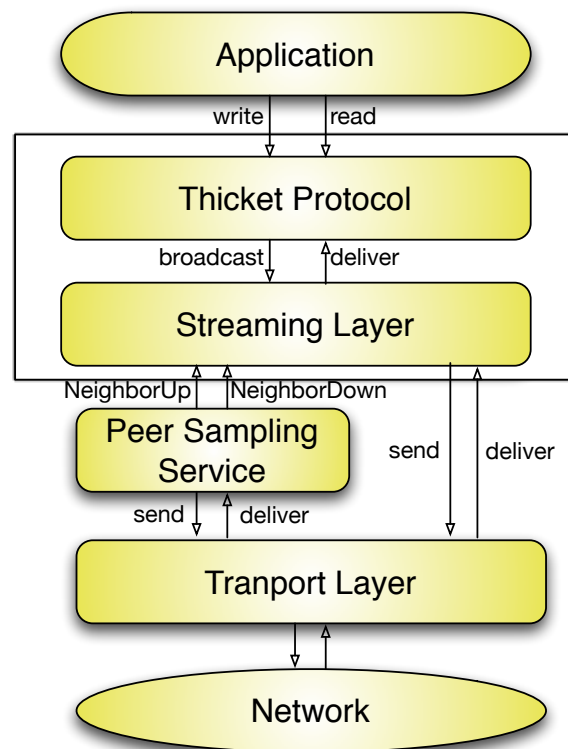 Application
write read
Thicket Protocol
broadcast deliver
Streaming Layer
NeighborUp NeighborDown
Peer Sampling
Service
send deliver
send deliver
Tranport Layer
Network